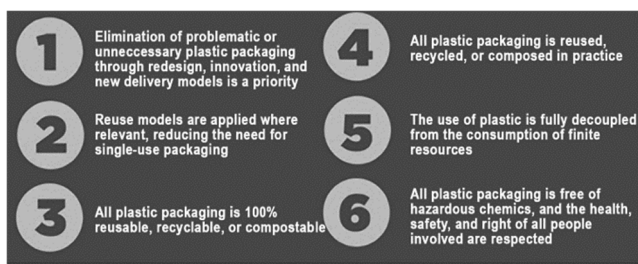 1
Elimination of problematic or
unneccessary plastic packaging
through redesign, innovation, and
new delivery models is a priority
2
Reuse models are applied where
relevant, reducing the need for
single-use packaging
3
All plastic packaging is 100%
reusable, recyclable, or compostable
4
All plastic packaging is reused,
recycled, or composed in practice
5
The use of plastic is fully decoupled
from the consumption of finite
resources
6
All plastic packaging is free of
hazardous chemics, and the health,
safety, and right of all people
involved are respected